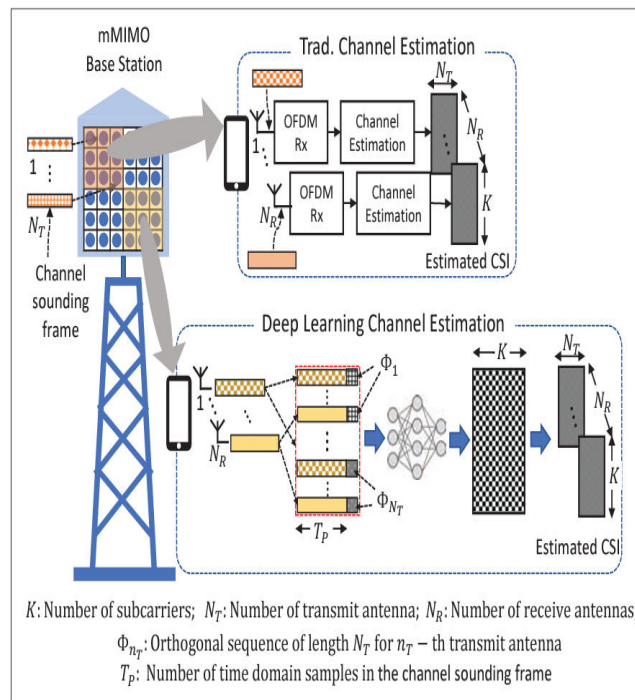 mMIMO
Base Station
1
⋮
N_T
Channel
sounding
frame
Trad. Channel Estimation
1
OFDM
Rx
Channel
Estimation
N_R
OFDM
Rx
Channel
Estimation
N_T
N_R
K
Estimated CSI
Deep Learning Channel Estimation
1
N_R
Φ_1
Φ_{N_T}
T_P
K
N_T
N_R
K
Estimated CSI
K: Number of subcarriers; N_T: Number of transmit antenna; N_R: Number of receive antennas;
Φ_{n_T}: Orthogonal sequence of length N_T for n_T − th transmit antenna
T_P: Number of time domain samples in the channel sounding frame